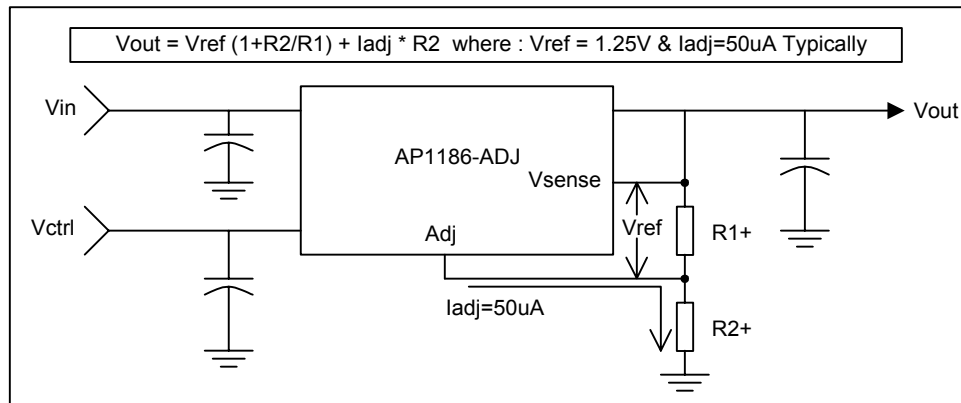 Vout = Vref (1+R2/R1) + Iadj * R2 where : Vref = 1.25V & Iadj=50uA Typically
Vin
Vout
AP1186-ADJ
Vsense
Vctrl
Adj
Vref
R1+
Iadj=50uA
R2+